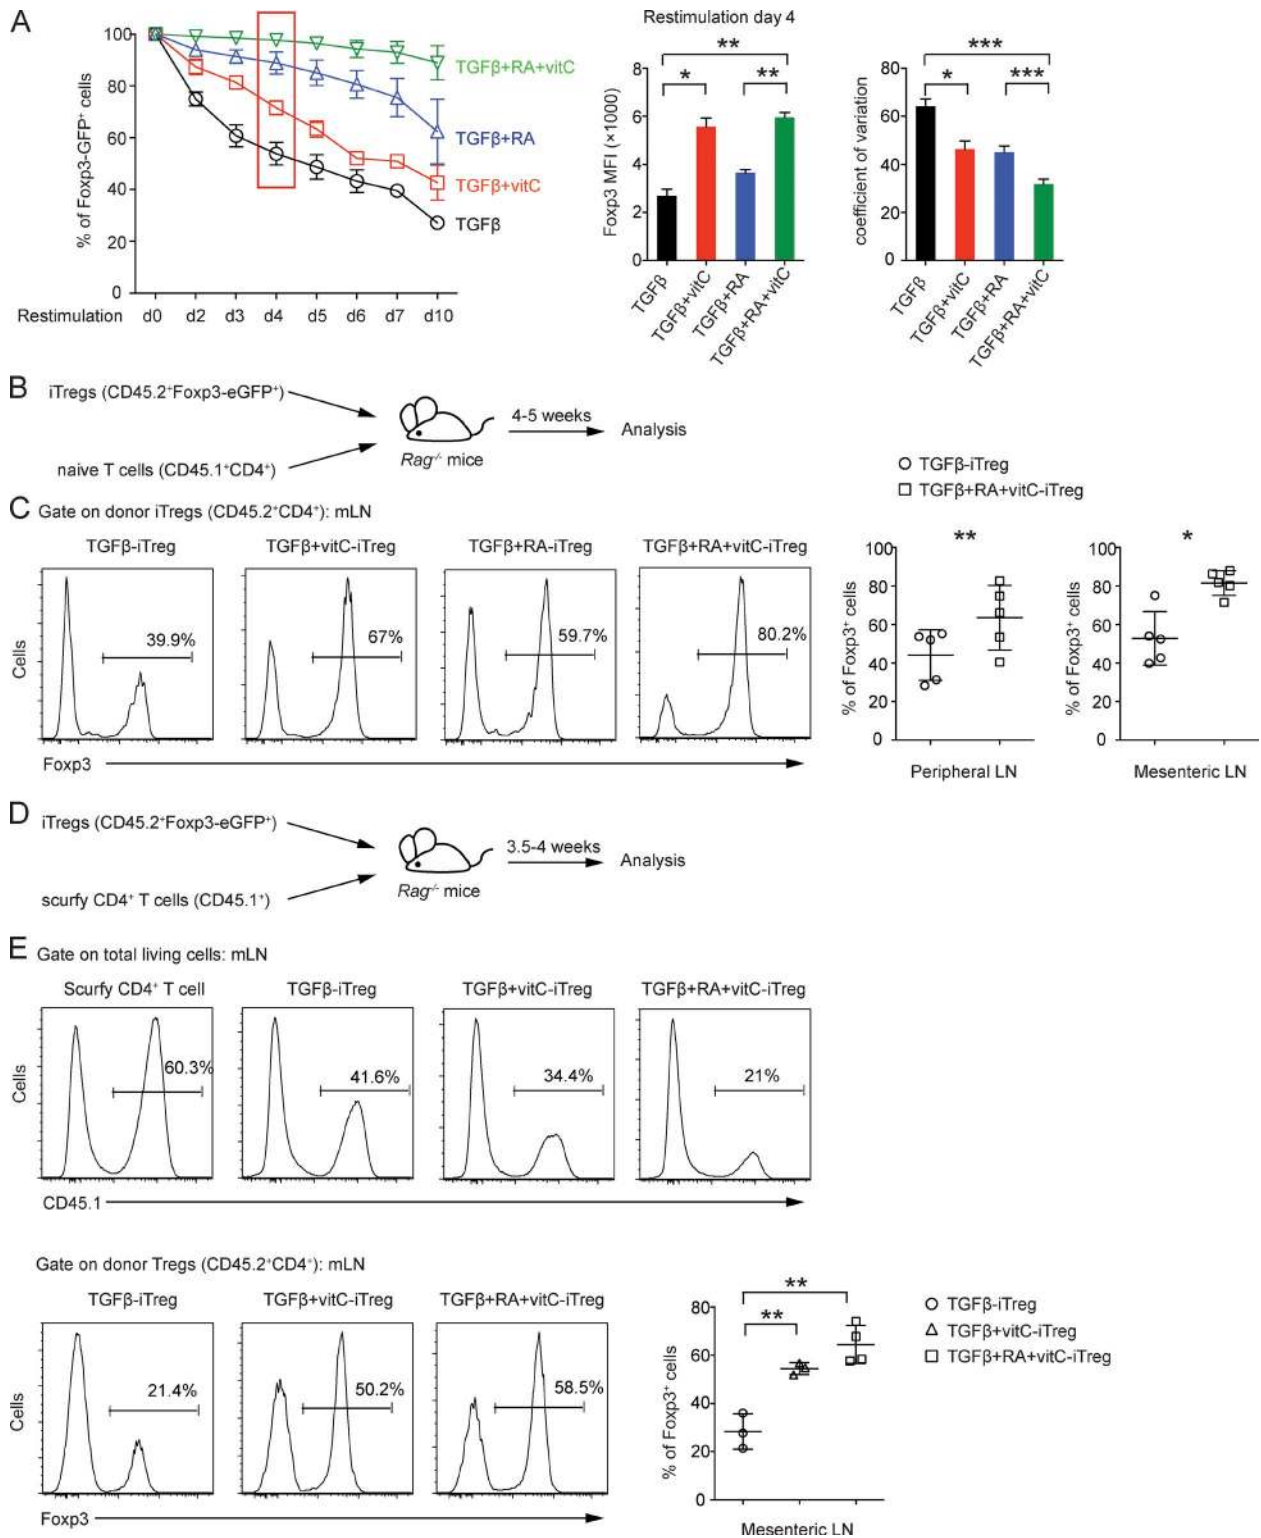 A
% of Foxp3-GFP⁺ cells
100
80
60
40
20
0
TGFβ+RA+vitC
TGFβ+RA
TGFβ+vitC
TGFβ
Restimulation d0 d2 d3 d4 d5 d6 d7 d10
Restimulation day 4
Foxp3 MFI (×1000)
8
6
4
2
0
**
* **
TGFβ
TGFβ+vitC
TGFβ+RA
TGFβ+RA+vitC
coefficient of variation
80
60
40
20
0
***
* ***
TGFβ
TGFβ+vitC
TGFβ+RA
TGFβ+RA+vitC
B
iTregs (CD45.2⁺Foxp3-eGFP⁺)
naive T cells (CD45.1⁺CD4⁺)
Rag⁻/⁻ mice
4-5 weeks
Analysis
C Gate on donor iTregs (CD45.2⁺CD4⁺): mLN
TGFβ-iTreg TGFβ+vitC-iTreg TGFβ+RA-iTreg TGFβ+RA+vitC-iTreg
Cells
39.9% 67% 59.7% 80.2%
Foxp3
TGFβ-iTreg
TGFβ+RA+vitC-iTreg
% of Foxp3⁺ cells
100
80
60
40
20
0
**
Peripheral LN
% of Foxp3⁺ cells
100
80
60
40
20
0
*
Mesenteric LN
D
iTregs (CD45.2⁺Foxp3-eGFP⁺)
scurfy CD4⁺ T cells (CD45.1⁺)
Rag⁻/⁻ mice
3.5-4 weeks
Analysis
E Gate on total living cells: mLN
Scurfy CD4⁺ T cell TGFβ-iTreg TGFβ+vitC-iTreg TGFβ+RA+vitC-iTreg
Cells
60.3% 41.6% 34.4% 21%
CD45.1
Gate on donor Tregs (CD45.2⁺CD4⁺): mLN
TGFβ-iTreg TGFβ+vitC-iTreg TGFβ+RA+vitC-iTreg
Cells
21.4% 50.2% 58.5%
Foxp3
% of Foxp3⁺ cells
80
60
40
20
0
**
**
Mesenteric LN
TGFβ-iTreg
TGFβ+vitC-iTreg
TGFβ+RA+vitC-iTreg